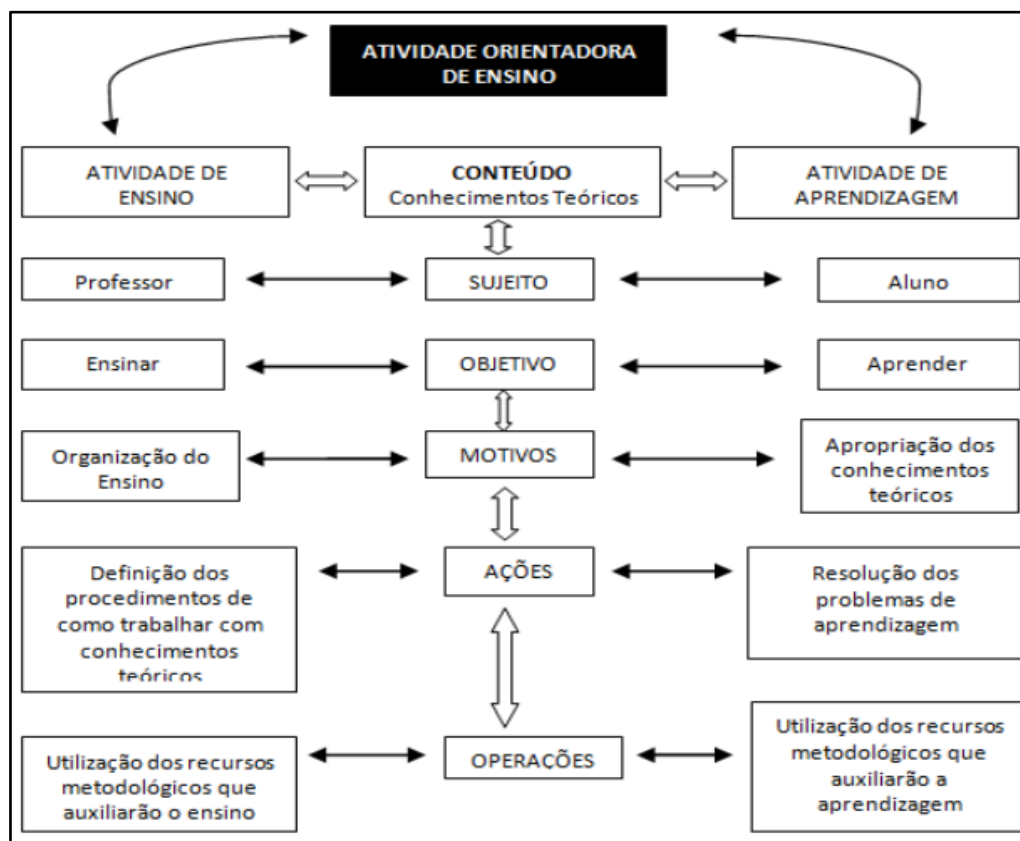 ATIVIDADE ORIENTADORA
DE ENSINO
ATIVIDADE DE
ENSINO
CONTEÚDO
Conhecimentos Teóricos
ATIVIDADE DE
APRENDIZAGEM
Professor
SUJEITO
Aluno
Ensinar
OBJETIVO
Aprender
Organização do
Ensino
MOTIVOS
Apropriação dos
conhecimentos
teóricos
Definição dos
procedimentos de
como trabalhar com
conhecimentos
teóricos
AÇÕES
Resolução dos
problemas de
aprendizagem
Utilização dos recursos
metodológicos que
auxiliarão o ensino
OPERAÇÕES
Utilização dos recursos
metodológicos que
auxiliarão a
aprendizagem